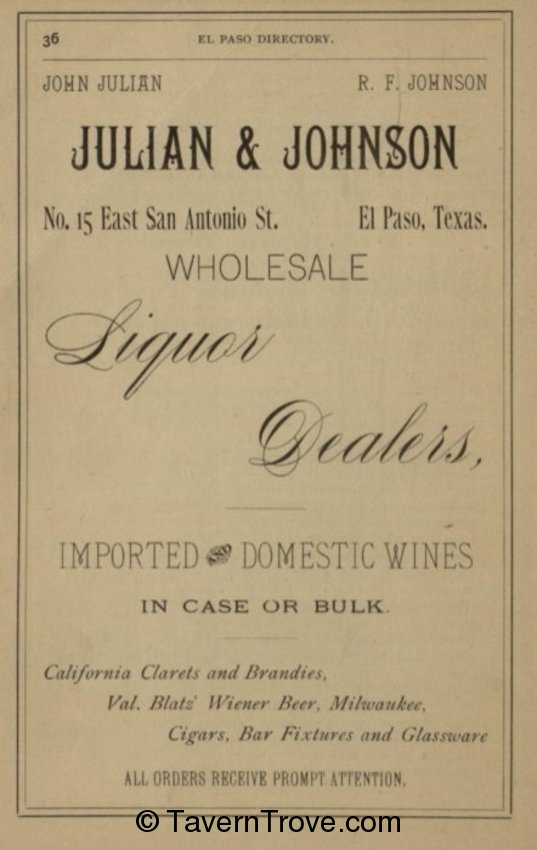 36 EL PASO DIRECTORY.
JOHN JULIAN R. F. JOHNSON
JULIAN & JOHNSON
No. 15 East San Antonio St. El Paso, Texas.
WHOLESALE
Liquor
Dealers,
IMPORTED and DOMESTIC WINES
IN CASE OR BULK.
California Clarets and Brandies,
Val. Blatz' Wiener Beer, Milwaukee,
Cigars, Bar Fixtures and Glassware
ALL ORDERS RECEIVE PROMPT ATTENTION.
© TavernTrove.com